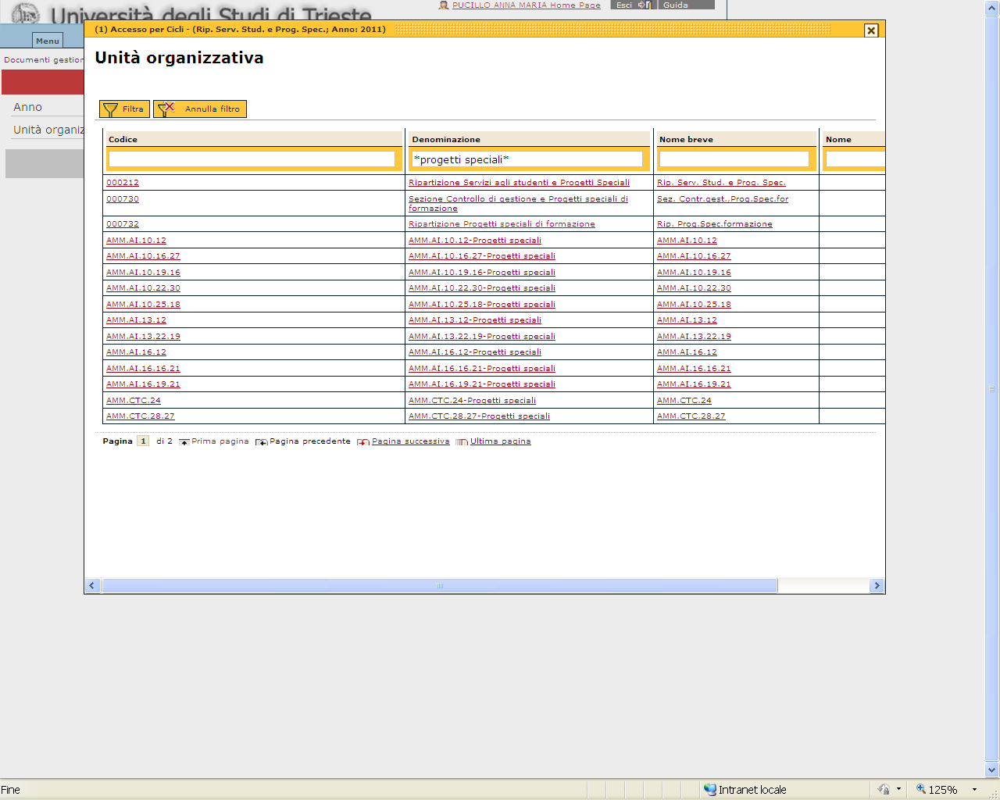 Università degli Studi di Trieste
PUCILLO ANNA MARIA Home Page Esci Guida
Menu
Documenti gestion
Anno
Unità organiz
(1) Accesso per Cicli - (Rip. Serv. Stud. e Prog. Spec.; Anno: 2011)
Unità organizzativa
Filtra Annulla filtro
Codice Denominazione Nome breve Nome
*progetti speciali*
000212 Ripartizione Servizi agli studenti e Progetti Speciali Rip. Serv. Stud. e Prog. Spec.
000730 Sezione Controllo di gestione e Progetti speciali di formazione Sez. Contr.gest.,Prog.Spec.for
000732 Ripartizione Progetti speciali di formazione Rip. Prog.Spec.formazione
AMM.AI.10.12 AMM.AI.10.12-Progetti speciali AMM.AI.10.12
AMM.AI.10.16.27 AMM.AI.10.16.27-Progetti speciali AMM.AI.10.16.27
AMM.AI.10.19.16 AMM.AI.10.19.16-Progetti speciali AMM.AI.10.19.16
AMM.AI.10.22.30 AMM.AI.10.22.30-Progetti speciali AMM.AI.10.22.30
AMM.AI.10.25.18 AMM.AI.10.25.18-Progetti speciali AMM.AI.10.25.18
AMM.AI.13.12 AMM.AI.13.12-Progetti speciali AMM.AI.13.12
AMM.AI.13.22.19 AMM.AI.13.22.19-Progetti speciali AMM.AI.13.22.19
AMM.AI.16.12 AMM.AI.16.12-Progetti speciali AMM.AI.16.12
AMM.AI.16.16.21 AMM.AI.16.16.21-Progetti speciali AMM.AI.16.16.21
AMM.AI.16.19.21 AMM.AI.16.19.21-Progetti speciali AMM.AI.16.19.21
AMM.CTC.24 AMM.CTC.24-Progetti speciali AMM.CTC.24
AMM.CTC.28.27 AMM.CTC.28.27-Progetti speciali AMM.CTC.28.27
Pagina 1 di 2 Prima pagina Pagina precedente Pagina successiva Ultima pagina
Fine Intranet locale 125%